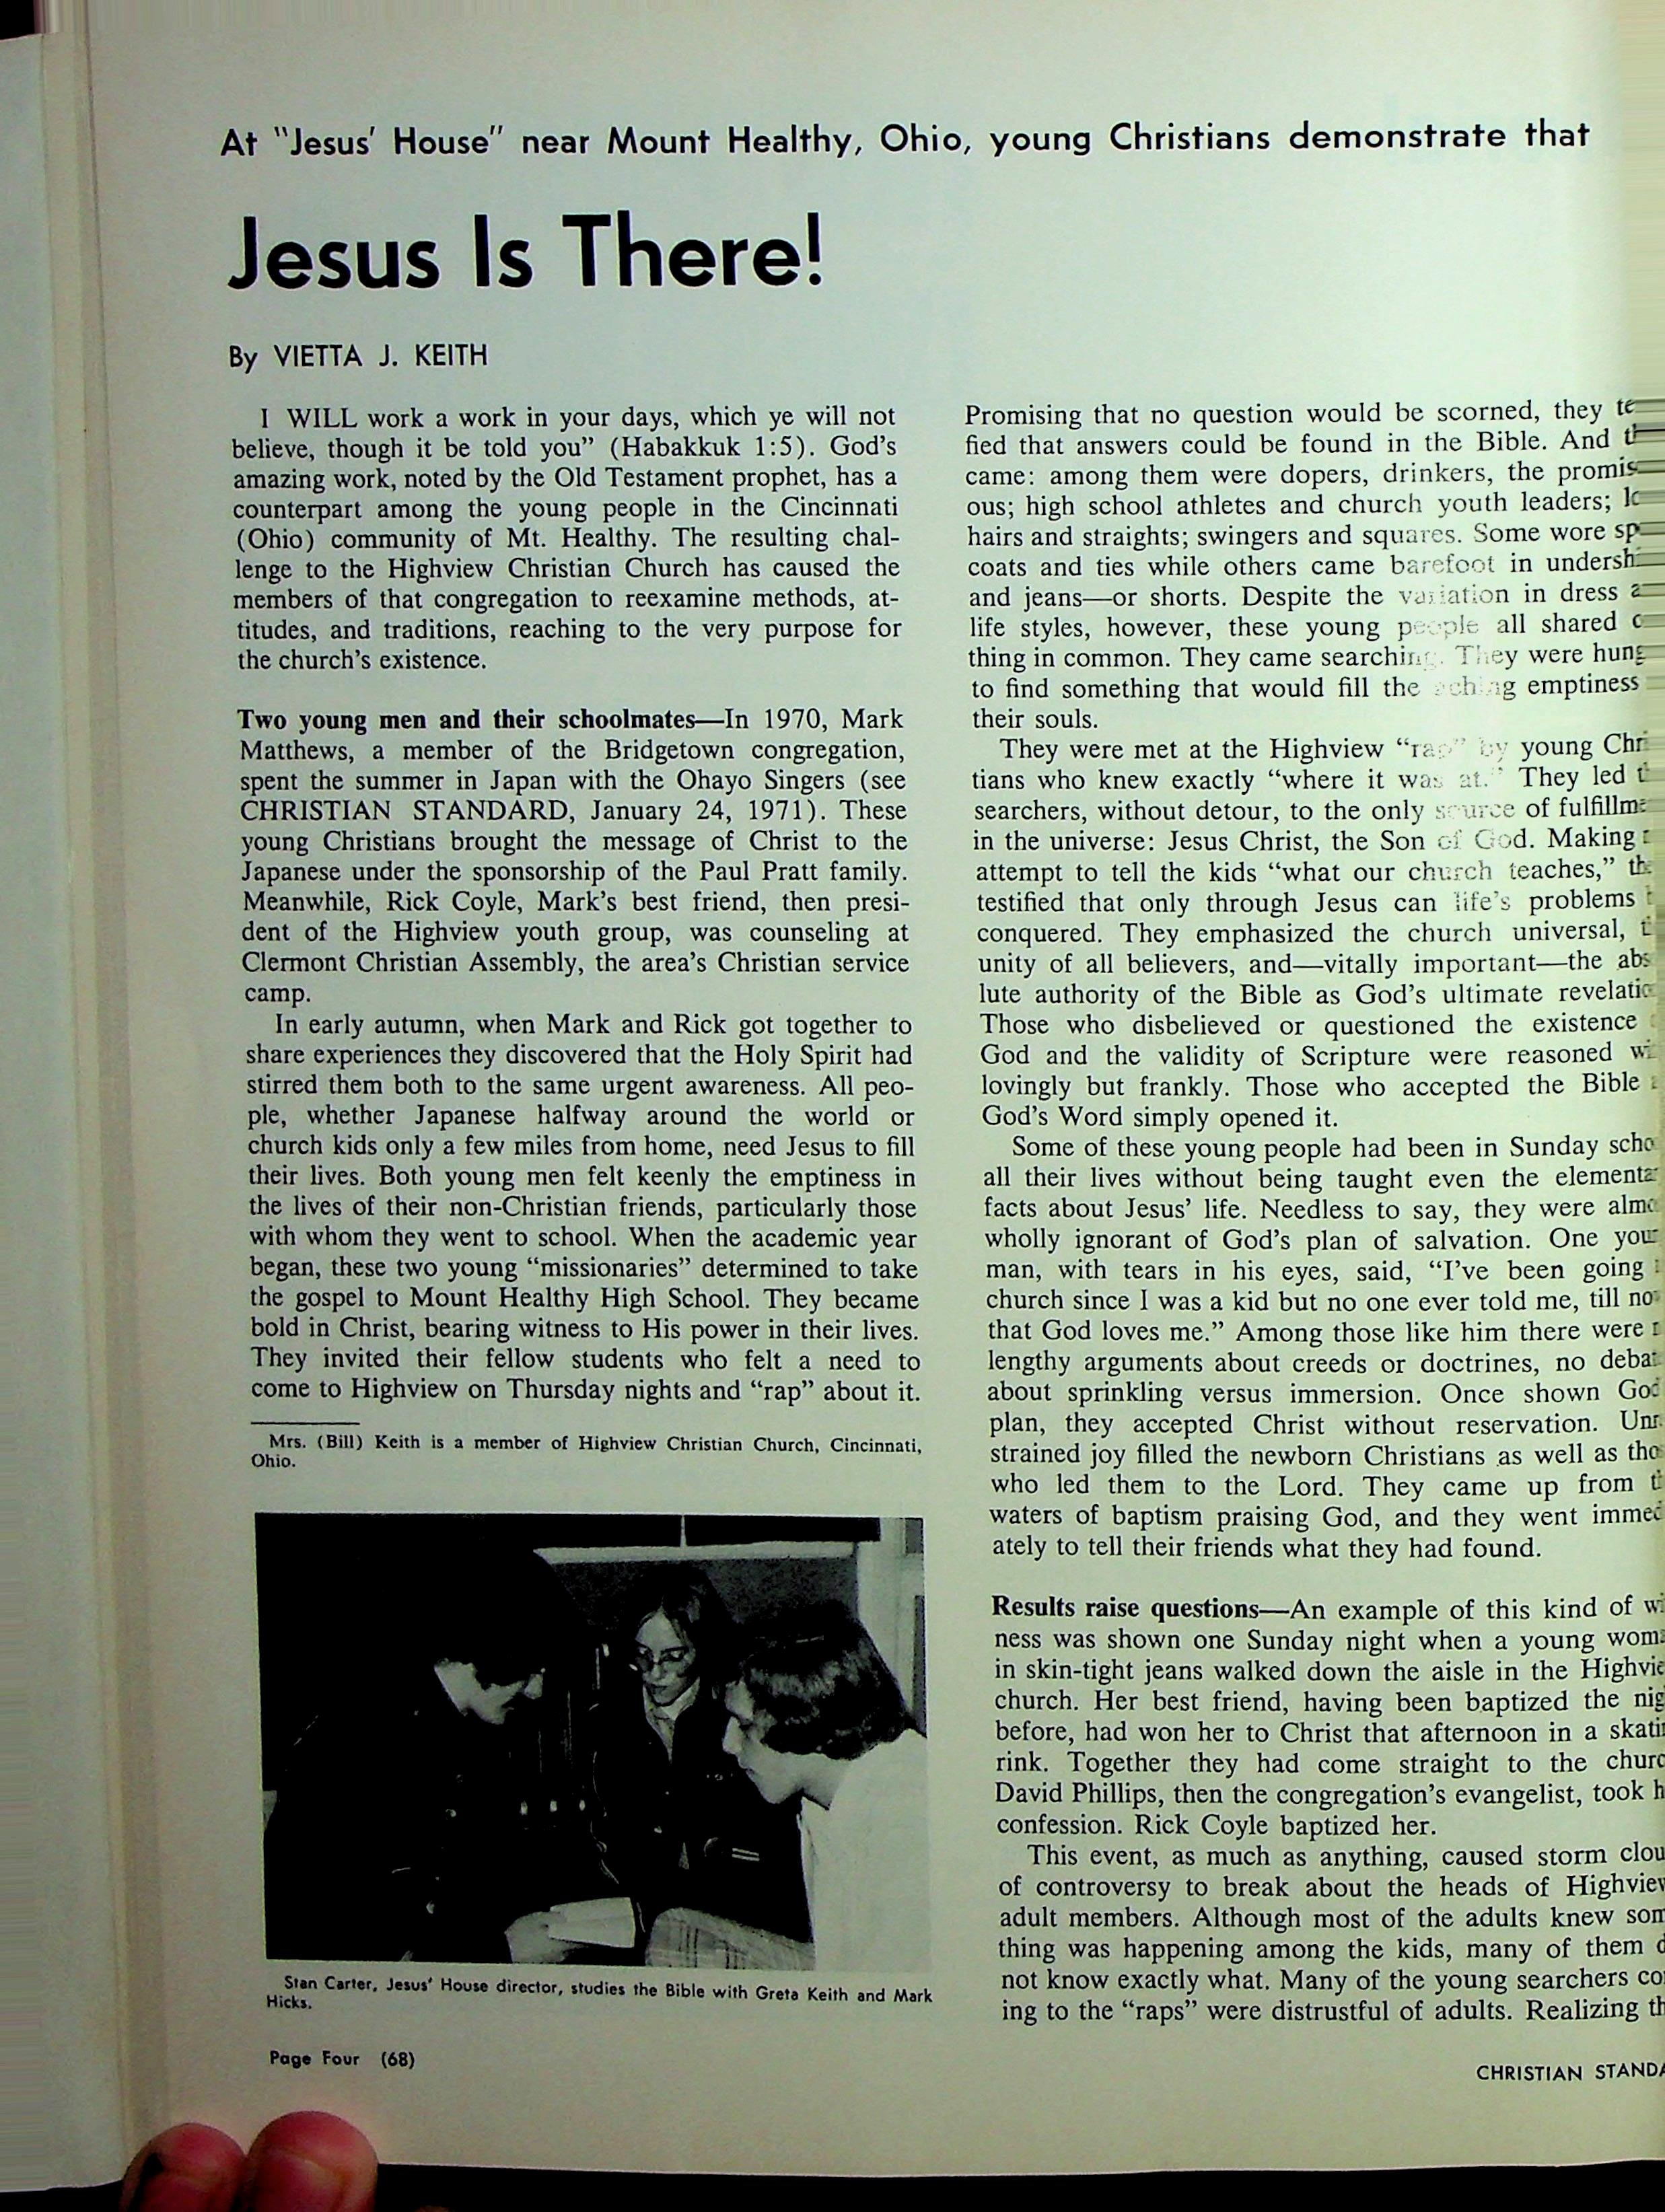 At "Jesus' House" near Mount Healthy, Ohio, young Christians demonstrate that
Jesus Is There!
By VIETTA J. KEITH
I WILL work a work in your days, which ye will not
believe, though it be told you” (Habakkuk 1:5). God's
amazing work, noted by the Old Testament prophet, has a
counterpart among the young people in the Cincinnati
(Ohio) community of Mt. Healthy. The resulting chal-
lenge to the Highview Christian Church has caused the
members of that congregation to reexamine methods, at-
titudes, and traditions, reaching to the very purpose for
the church's existence.
Two young men and their schoolmates—In 1970, Mark
Matthews, a member of the Bridgetown congregation,
spent the summer in Japan with the Ohayo Singers (see
CHRISTIAN STANDARD, January 24, 1971). These
young Christians brought the message of Christ to the
Japanese under the sponsorship of the Paul Pratt family.
Meanwhile, Rick Coyle, Mark's best friend, then presi-
dent of the Highview youth group, was counseling at
Clermont Christian Assembly, the area's Christian service
camp.
In early autumn, when Mark and Rick got together to
share experiences they discovered that the Holy Spirit had
stirred them both to the same urgent awareness. All peo-
ple, whether Japanese halfway around the world or
church kids only a few miles from home, need Jesus to fill
their lives. Both young men felt keenly the emptiness in
the lives of their non-Christian friends, particularly those
with whom they went to school. When the academic year
began, these two young “missionaries” determined to take
the gospel to Mount Healthy High School. They became
bold in Christ, bearing witness to His power in their lives.
They invited their fellow students who felt a need to
come to Highview on Thursday nights and “rap” about it.
Mrs. (Bill) Keith is a member of Highview Christian Church, Cincinnati,
Ohio.
Stan Carter, Jesus' House director, studies the Bible with Greta Keith and Mark
Hicks.
Page Four (68)
Promising that no question would be scorned, they te
fied that answers could be found in the Bible. And t
came: among them were dopers, drinkers, the promis
ous; high school athletes and church youth leaders; lo
hairs and straights; swingers and squares. Some wore sp
coats and ties while others came barefoot in undersh
and jeans—or shorts. Despite the variation in dress a
life styles, however, these young people all shared o
thing in common. They came searching. They were hung
to find something that would fill the aching emptiness
their souls.
They were met at the Highview “rap” by young Chri
tians who knew exactly “where it was at.” They led t
searchers, without detour, to the only source of fulfillme
in the universe: Jesus Christ, the Son of God. Making
attempt to tell the kids “what our church teaches,” the
testified that only through Jesus can life's problems
conquered. They emphasized the church universal, t
unity of all believers, and—vitally important—the abs
lute authority of the Bible as God's ultimate revelatio
Those who disbelieved or questioned the existence
God and the validity of Scripture were reasoned wi
lovingly but frankly. Those who accepted the Bible
God's Word simply opened it.
Some of these young people had been in Sunday scho
all their lives without being taught even the elementa
facts about Jesus' life. Needless to say, they were almo
wholly ignorant of God's plan of salvation. One your
man, with tears in his eyes, said, “I've been going
church since I was a kid but no one ever told me, till no
that God loves me.” Among those like him there were
lengthy arguments about creeds or doctrines, no debat
about sprinkling versus immersion. Once shown God
plan, they accepted Christ without reservation. Unr
strained joy filled the newborn Christians as well as tho
who led them to the Lord. They came up from t
waters of baptism praising God, and they went immed
ately to tell their friends what they had found.
Results raise questions—An example of this kind of wi
ness was shown one Sunday night when a young woma
in skin-tight jeans walked down the aisle in the Highvie
church. Her best friend, having been baptized the nig
before, had won her to Christ that afternoon in a skati
rink. Together they had come straight to the churc
David Phillips, then the congregation's evangelist, took h
confession. Rick Coyle baptized her.
This event, as much as anything, caused storm clou
of controversy to break about the heads of Highview
adult members. Although most of the adults knew som
thing was happening among the kids, many of them d
not know exactly what. Many of the young searchers co
ing to the “raps” were distrustful of adults. Realizing th
CHRISTIAN STANDA